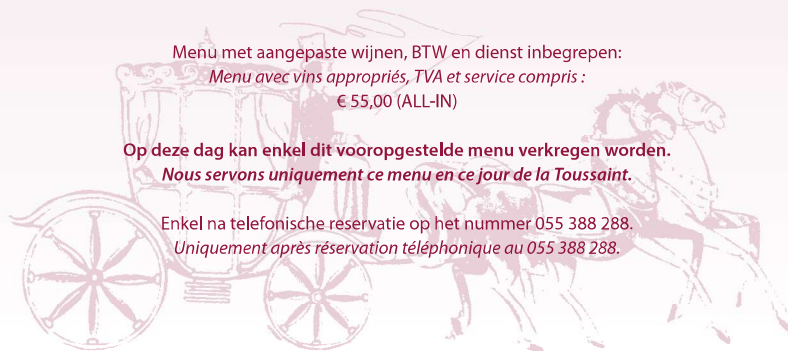 Menu met aangepaste wijnen, BTW en dienst inbegrepen:
Menu avec vins appropriés, TVA et service compris :
€ 55,00 (ALL-IN)
Op deze dag kan enkel dit vooropgestelde menu verkregen worden.
Nous servons uniquement ce menu en ce jour de la Toussaint.
Enkel na telefonische reservatie op het nummer 055 388 288.
Uniquement après réservation téléphonique au 055 388 288.